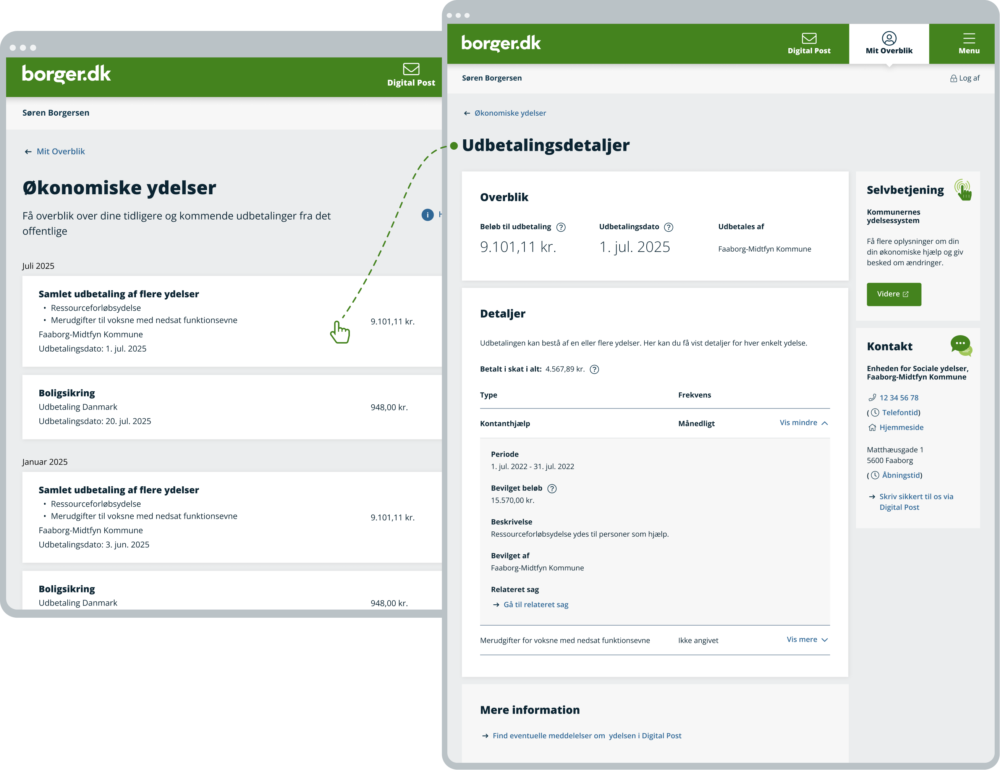 borger.dk
Digital Post
Søren Borgersen
Mit Overblik
Økonomiske ydelser
Få overblik over dine tidligere og kommende udbetalinger fra det
offentlige
i
Juli 2025
Samlet udbetaling af flere ydelser
• Ressourceforløbsydelse
• Merudgifter til voksne med nedsat funktionsevne
9.101,11 kr.
Faaborg-Midtfyn Kommune
Udbetalingsdato: 1. jul. 2025
Boligsikring
Udbetaling Danmark
948,00 kr.
Udbetalingsdato: 20. jul. 2025
Januar 2025
Samlet udbetaling af flere ydelser
• Ressourceforløbsydelse
• Merudgifter til voksne med nedsat funktionsevne
9.101,11 kr.
Faaborg-Midtfyn Kommune
Udbetalingsdato: 3. jun. 2025
Boligsikring
Udbetaling Danmark
948,00 kr.
borger.dk
Digital Post
Mit Overblik
Menu
Søren Borgersen
Log af
Økonomiske ydelser
Udbetalingsdetaljer
Overblik
Beløb til udbetaling ?
9.101,11 kr.
Udbetalingsdato ?
1. jul. 2025
Udbetales af
Faaborg-Midtfyn Kommune
Detaljer
Udbetalingen kan bestå af en eller flere ydelser. Her kan du få vist detaljer for hver enkelt ydelse.
Betalt i skat i alt: 4.567,89 kr. ?
Type Frekvens
Kontanthjælp Månedligt Vis mindre
Periode
1. jul. 2022 - 31. jul. 2022
Bevilget beløb ?
15.570,00 kr.
Beskrivelse
Ressourceforløbsydelse ydes til personer som hjælp.
Bevilget af
Faaborg-Midtfyn Kommune
Relateret sag
Gå til relateret sag
Merudgifter for voksne med nedsat funktionsevne Ikke angivet Vis mere
Mere information
Find eventuelle meddelelser om ydelsen i Digital Post
Selvbetjening
Kommunernes
ydelsessystem
Få flere oplysninger om din
din økonomiske hjælp og giv
besked om ændringer.
Videre
Kontakt
Enheden for Sociale ydelser,
Faaborg-Midtfyn Kommune
12 34 56 78
( Telefontid)
Hjemmeside
Matthæusgade 1
5600 Faaborg
( Åbningstid)
Skriv sikkert til os via
Digital Post